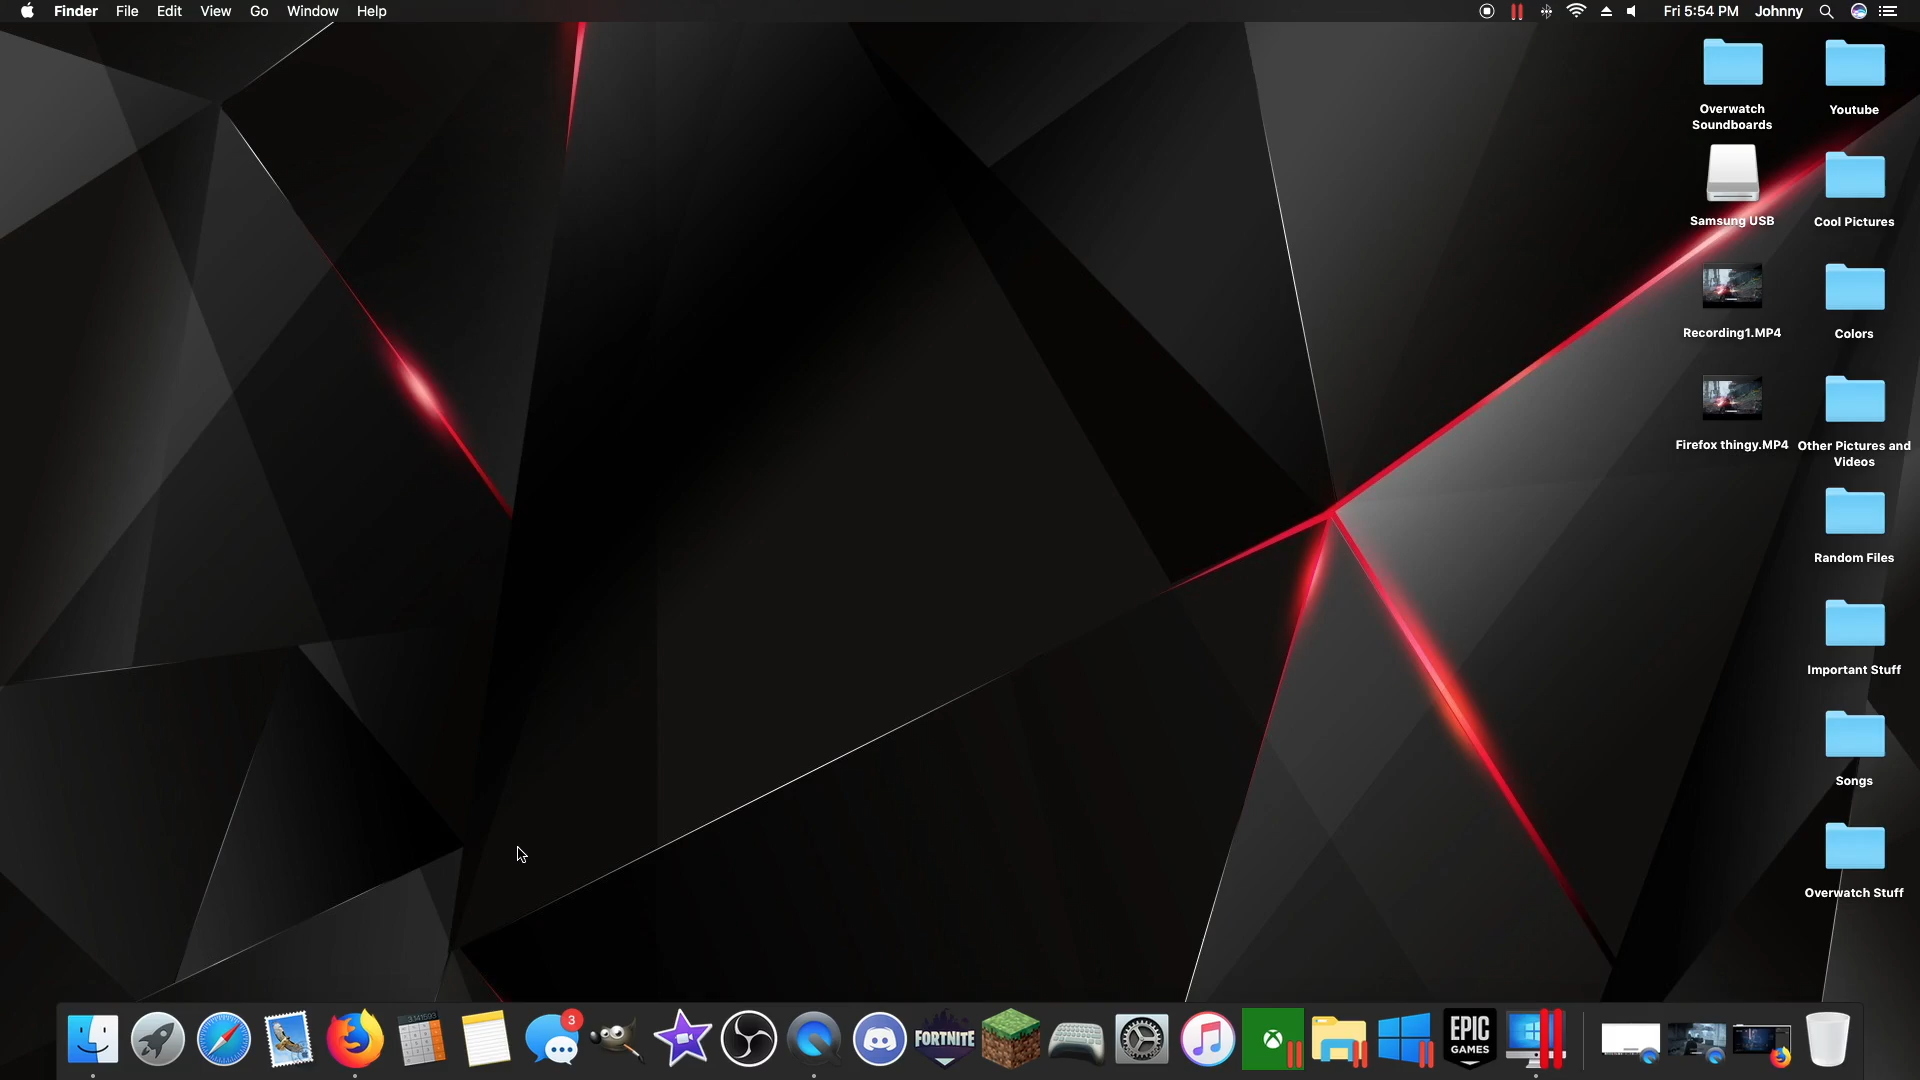 Finder File Edit View Go Window Help
Fri 5:54 PM Johnny
Overwatch
Soundboards
Youtube
Samsung USB
Cool Pictures
Recording1.MP4
Colors
Firefox thingy.MP4
Other Pictures and
Videos
Random Files
Important Stuff
Songs
Overwatch Stuff
3.141593
3
FORTNITE
EPIC
GAMES